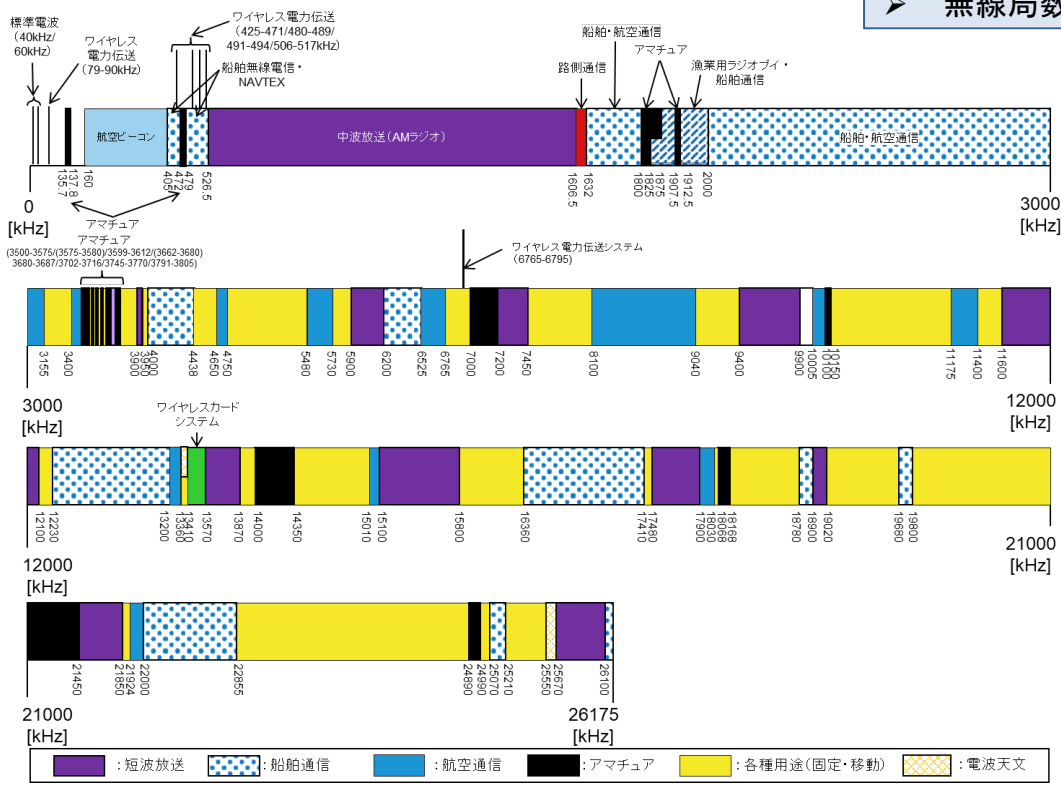 ➤ 無線局数
標準電波
(40kHz/
60kHz)
ワイヤレス
電力伝送
(79-90kHz)
ワイヤレス電力伝送
(425-471/480-489/
491-494/506-517kHz)
船舶無線電信・
NAVTEX
船舶・航空通信
路側通信
アマチュア
漁業用ラジオブイ・
船舶通信
航空ビーコン
中波放送(AMラジオ)
船舶・航空通信
135.7
137.8
160
405
472
479
526.5
1606.5
1632
1800
1825
1875
1907.5
1912.5
2000
0
[kHz]
3000
[kHz]
アマチュア
アマチュア
(3500-3575/(3575-3580)/3599-3612/(3662-3680)
3680-3687/3702-3716/3745-3770/3791-3805)
ワイヤレス電力伝送システム
(6765-6795)
3155
3400
3900
3950
4000
4438
4650
4750
5480
5730
5900
6200
6525
6765
7000
7200
7450
8100
9040
9400
9900
10005
10100
10150
11175
11400
11600
3000
[kHz]
12000
[kHz]
ワイヤレスカード
システム
12100
12230
13200
13360
13410
13570
13870
14000
14350
15010
15100
15800
16360
17410
17480
17900
18030
18068
18168
18780
18900
19020
19680
19800
12000
[kHz]
21000
[kHz]
21450
21850
21924
22000
22855
24890
24990
25070
25210
25550
25670
26100
21000
[kHz]
26175
[kHz]
:短波放送
:船舶通信
:航空通信
:アマチュア
:各種用途(固定・移動)
:電波天文